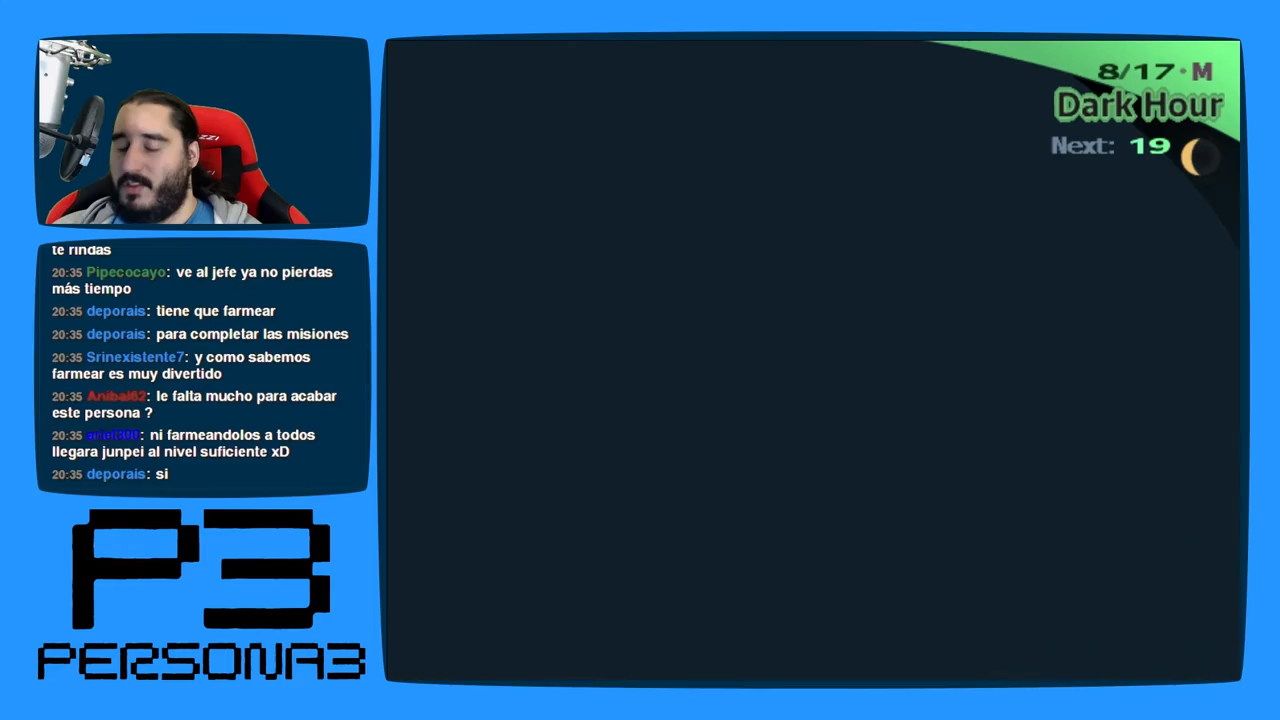 8/17·M
Dark Hour
Next: 19
te rindas
20:35 Pipecocayo: ve al jefe ya no pierdas
más tiempo
20:35 deporais: tiene que farmear
20:35 deporais: para completar las misiones
20:35 Srinexistente7: y como sabemos
farmear es muy divertido
20:35 Anibal62: le falta mucho para acabar
este persona ?
20:35 : ni farmeandolos a todos
llegara junpei al nivel suficiente xD
20:35 deporais: si
P3
PERSONA3